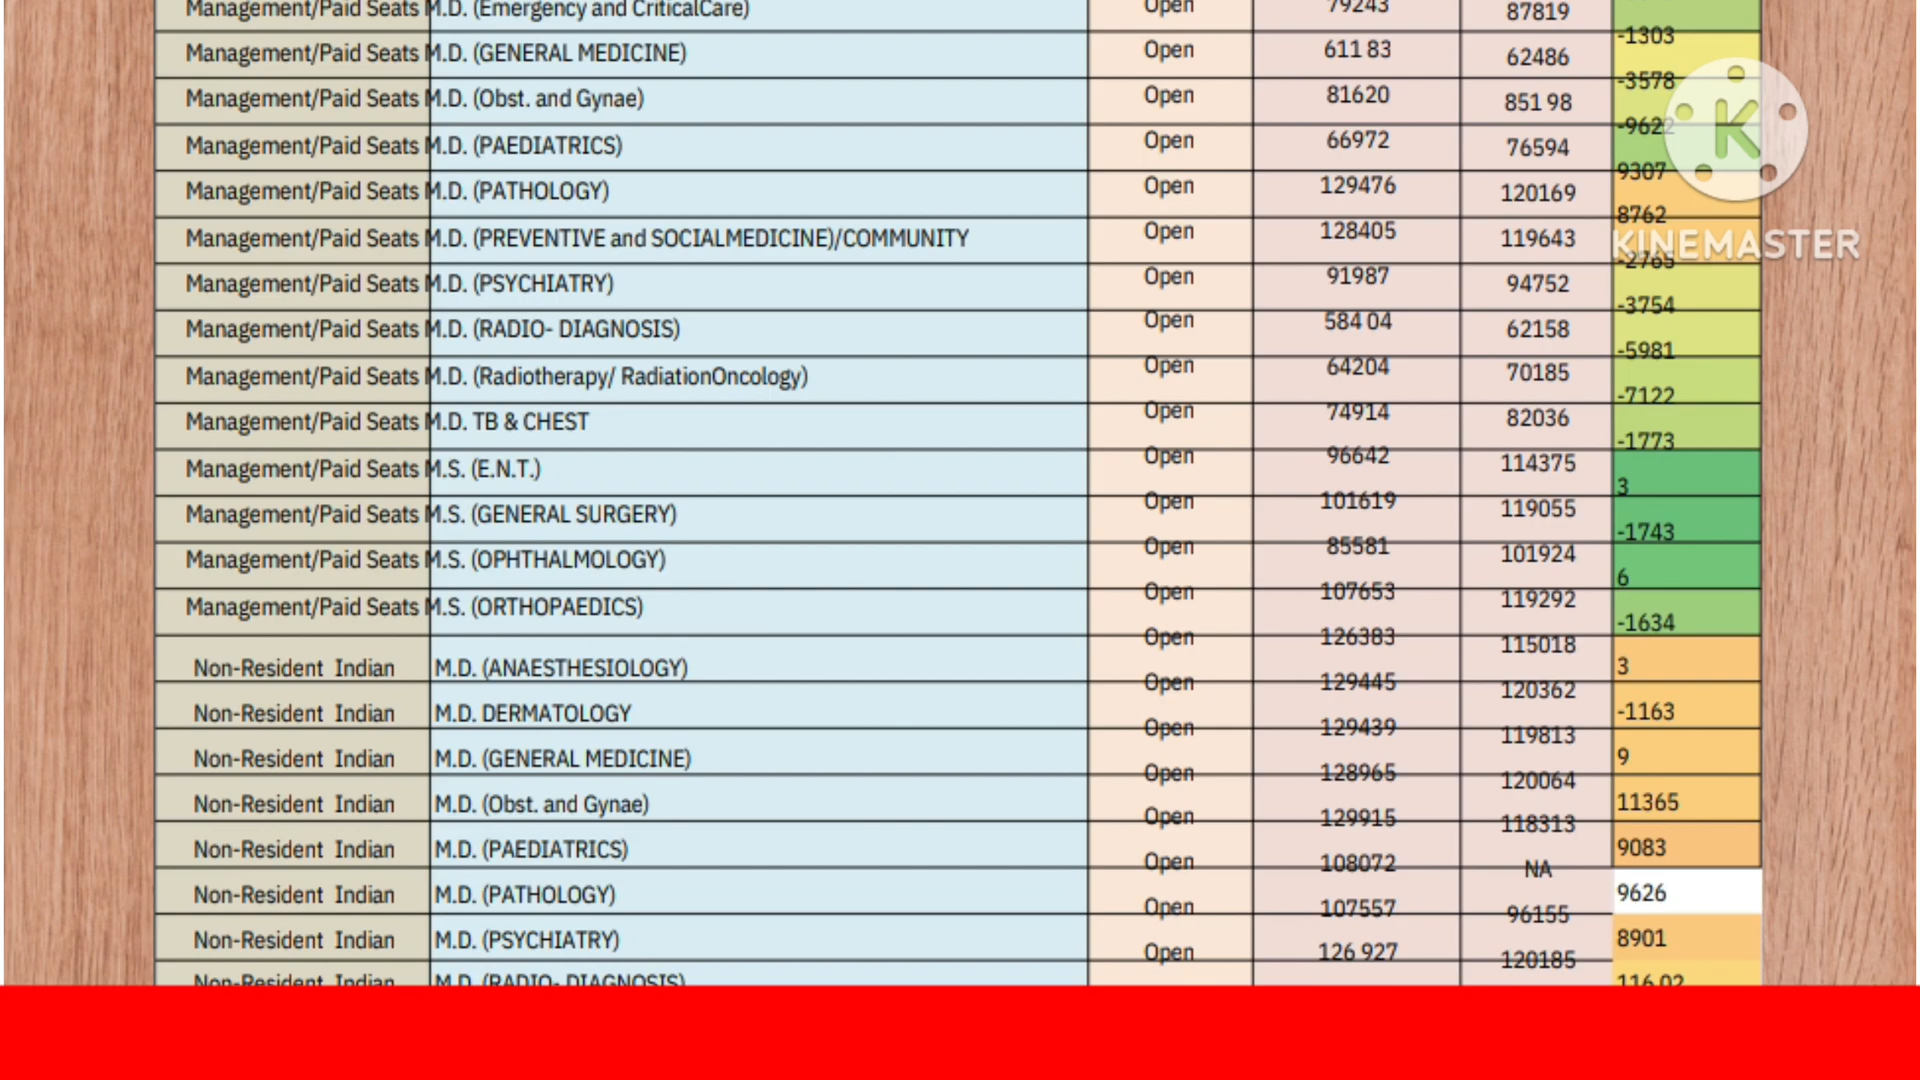 Management/Paid Seats M.D. (Emergency and CriticalCare) Open 79243 87819
-1303
Management/Paid Seats M.D. (GENERAL MEDICINE) Open 611 83 62486
-3578
Management/Paid Seats M.D. (Obst. and Gynae) Open 81620 851 98
-9622
Management/Paid Seats M.D. (PAEDIATRICS) Open 66972 76594
9307
Management/Paid Seats M.D. (PATHOLOGY) Open 129476 120169
8762
Management/Paid Seats M.D. (PREVENTIVE and SOCIALMEDICINE)/COMMUNITY Open 128405 119643
KINEMASTER
-2765
Management/Paid Seats M.D. (PSYCHIATRY) Open 91987 94752
-3754
Management/Paid Seats M.D. (RADIO- DIAGNOSIS) Open 584 04 62158
-5981
Management/Paid Seats M.D. (Radiotherapy/ RadiationOncology) Open 64204 70185
-7122
Management/Paid Seats M.D. TB & CHEST Open 74914 82036
-1773
Management/Paid Seats M.S. (E.N.T.) Open 96642 114375
3
Management/Paid Seats M.S. (GENERAL SURGERY) Open 101619 119055
-1743
Management/Paid Seats M.S. (OPHTHALMOLOGY) Open 85581 101924
6
Management/Paid Seats M.S. (ORTHOPAEDICS) Open 107653 119292
-1634
Open 126383 115018
Non-Resident Indian M.D. (ANAESTHESIOLOGY) 3
Open 129445 120362
Non-Resident Indian M.D. DERMATOLOGY -1163
Open 129439 119813
Non-Resident Indian M.D. (GENERAL MEDICINE) 9
Open 128965 120064
Non-Resident Indian M.D. (Obst. and Gynae) 11365
Open 129915 118313
Non-Resident Indian M.D. (PAEDIATRICS) 9083
Open 108072 NA
Non-Resident Indian M.D. (PATHOLOGY) 9626
Open 107557 96155
Non-Resident Indian M.D. (PSYCHIATRY) 8901
Open 126 927 120185
Non-Resident Indian M.D. (RADIO- DIAGNOSIS) 116 02